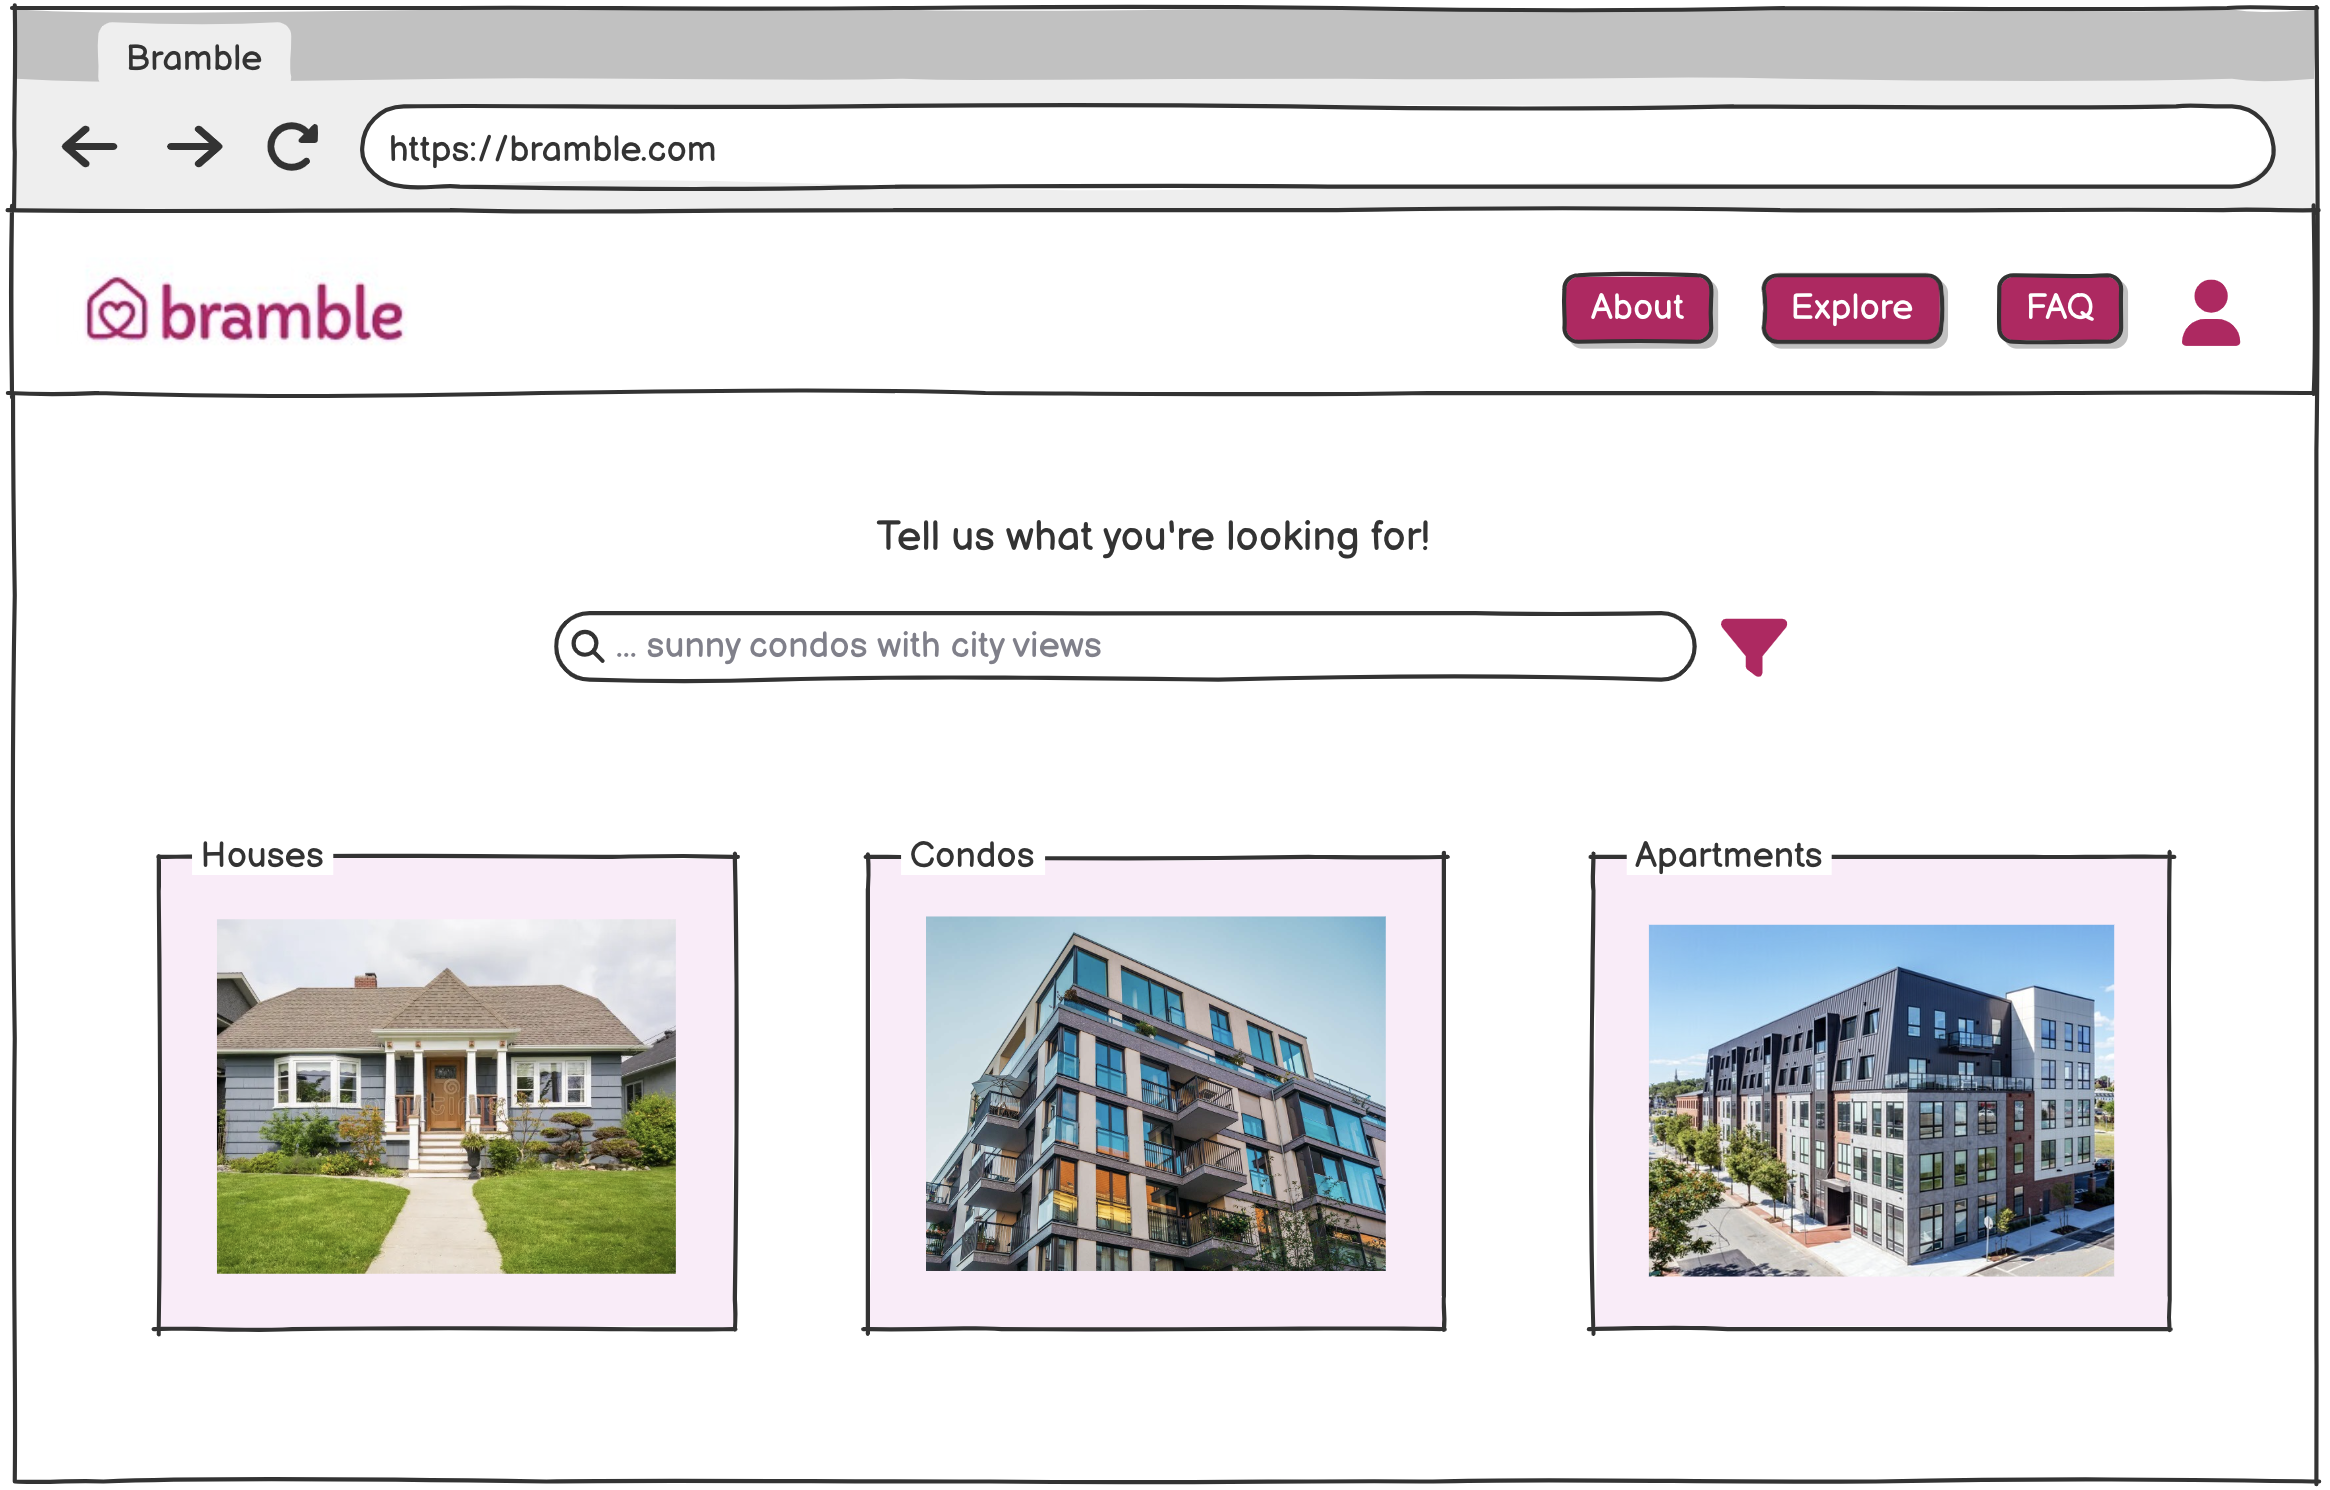 Bramble
https://bramble.com
bramble
About
Explore
FAQ
Tell us what you're looking for!
... sunny condos with city views
Houses
Condos
Apartments